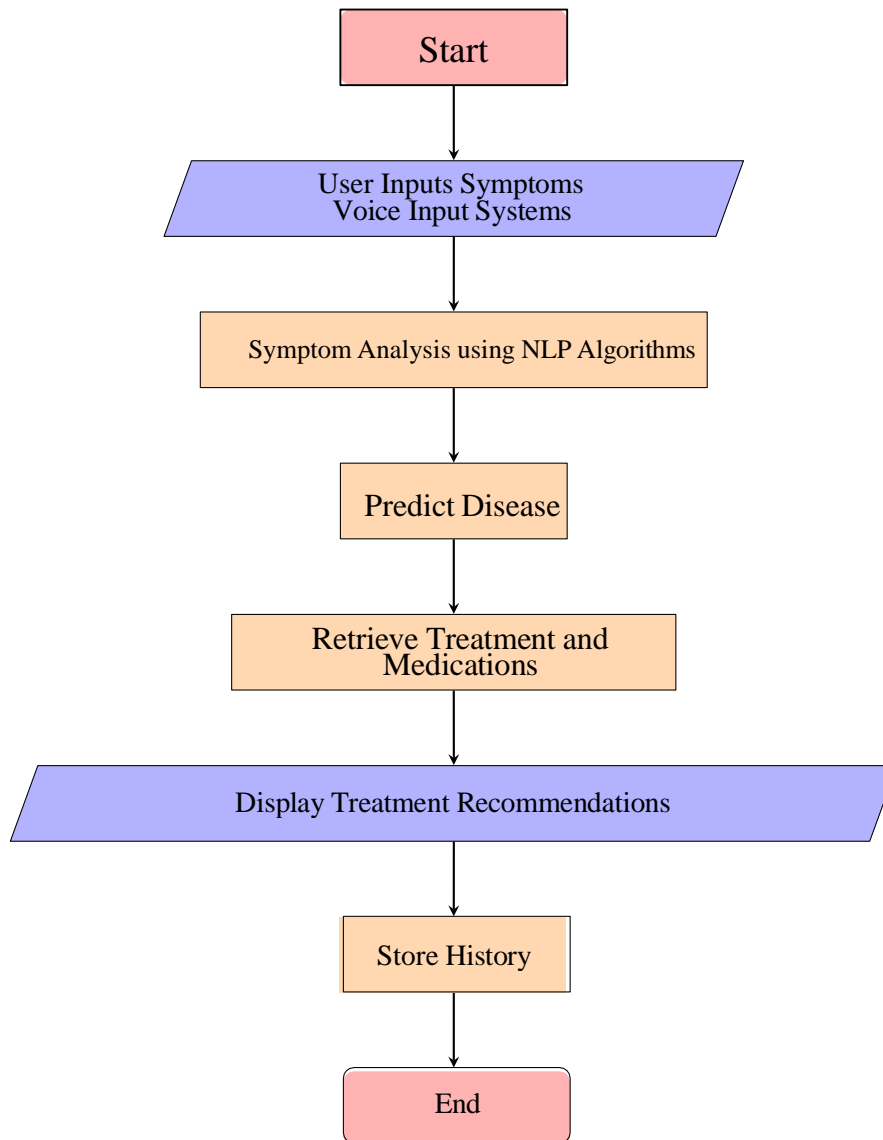 Start
User Inputs Symptoms
Voice Input Systems
Symptom Analysis using NLP Algorithms
Predict Disease
Retrieve Treatment and
Medications
Display Treatment Recommendations
Store History
End